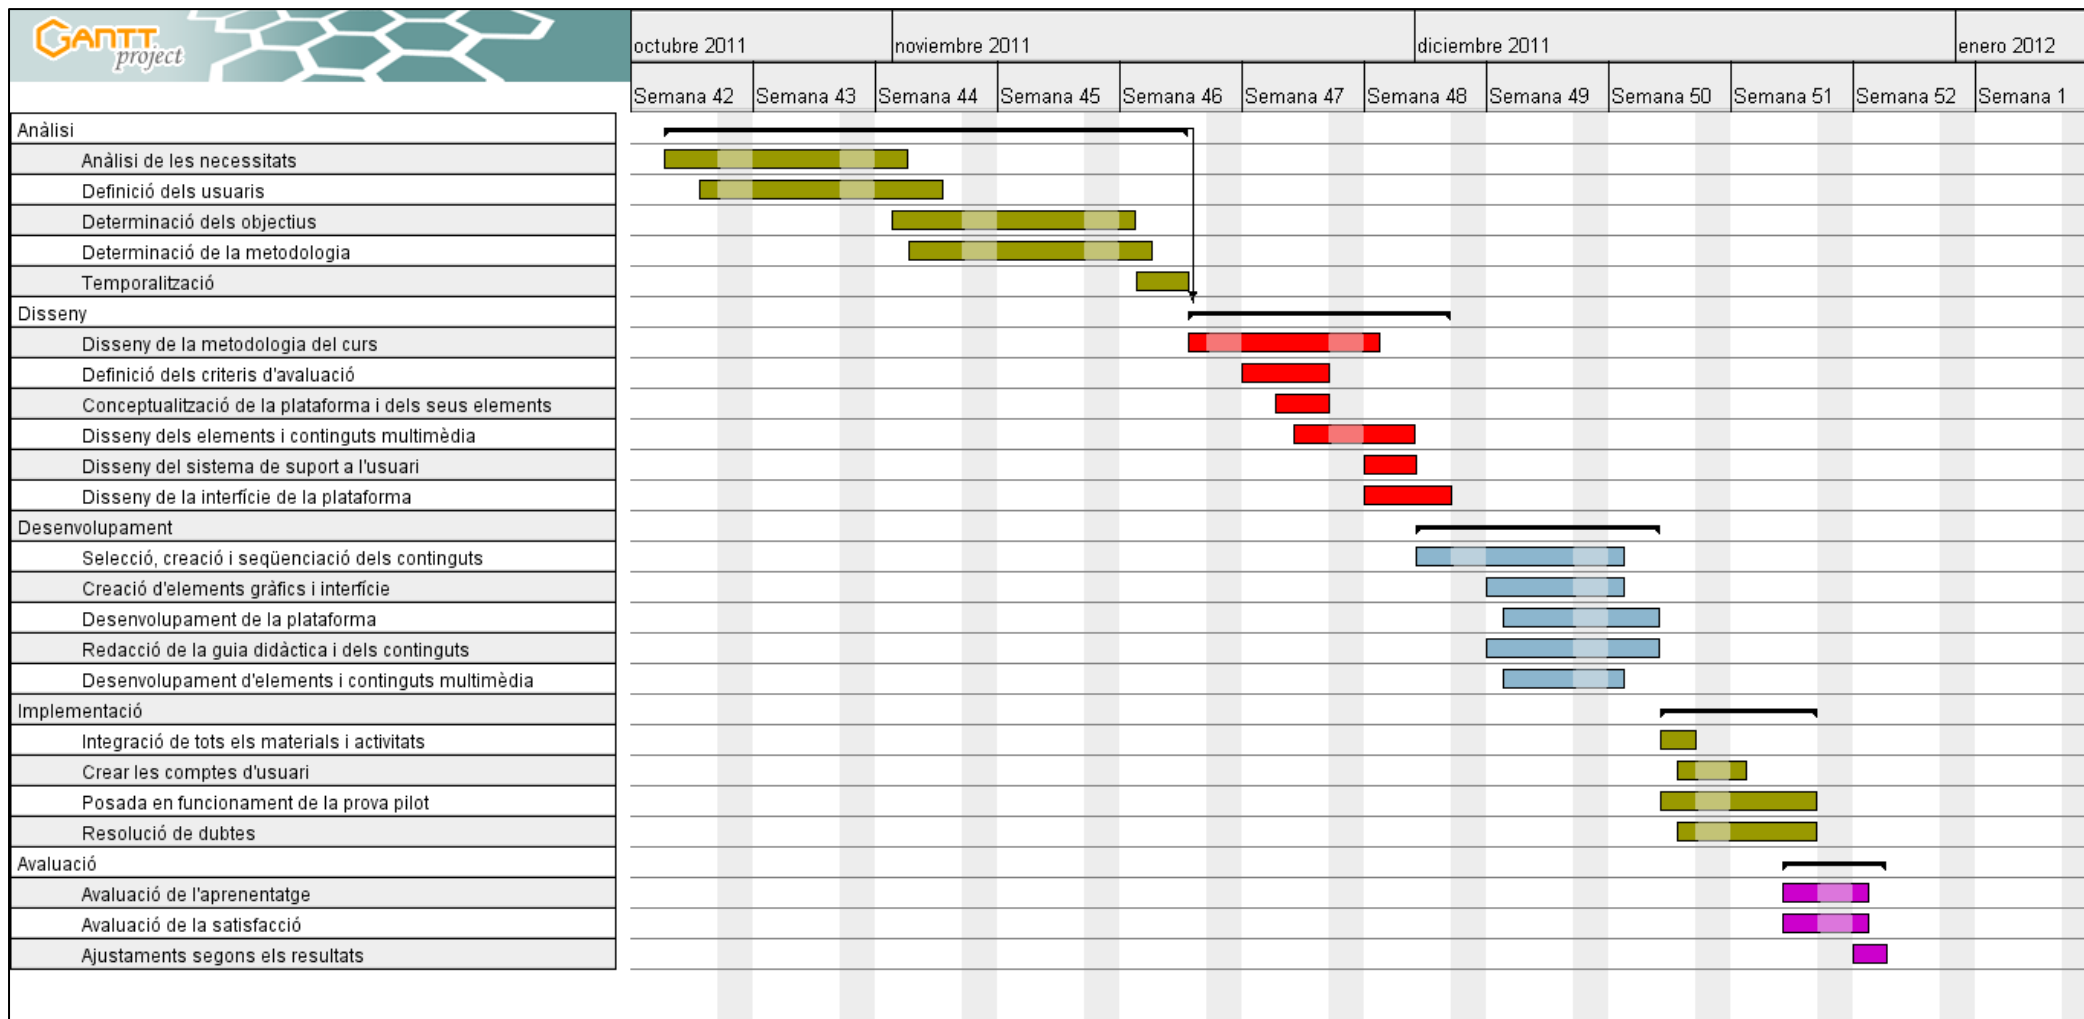 GANTT
project
octubre 2011
noviembre 2011
diciembre 2011
enero 2012
Semana 42
Semana 43
Semana 44
Semana 45
Semana 46
Semana 47
Semana 48
Semana 49
Semana 50
Semana 51
Semana 52
Semana 1
Anàlisi
Anàlisi de les necessitats
Definició dels usuaris
Determinació dels objectius
Determinació de la metodologia
Temporalització
Disseny
Disseny de la metodologia del curs
Definició dels criteris d'avaluació
Conceptualització de la plataforma i dels seus elements
Disseny dels elements i continguts multimèdia
Disseny del sistema de suport a l'usuari
Disseny de la interfície de la plataforma
Desenvolupament
Selecció, creació i seqüenciació dels continguts
Creació d'elements gràfics i interfície
Desenvolupament de la plataforma
Redacció de la guia didàctica i dels continguts
Desenvolupament d'elements i continguts multimèdia
Implementació
Integració de tots els materials i activitats
Crear les comptes d'usuari
Posada en funcionament de la prova pilot
Resolució de dubtes
Avaluació
Avaluació de l'aprenentatge
Avaluació de la satisfacció
Ajustaments segons els resultats